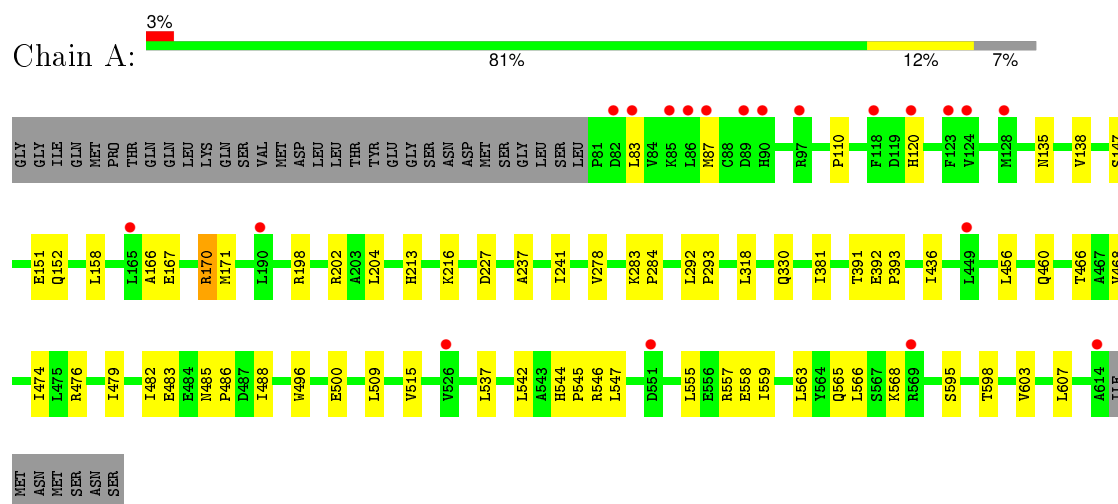 3%
Chain A:
81% 12% 7%
GLY GLY ILE GLN GLN MET PRO THR GLN GLN LEU LYS GLN SER VAL MET ASP LEU LEU THR TYR GLU GLY SER ASN ASP MET SER GLY LEU SER LEU P81 D82 L83 V84 K85 L86 M87 C88 D89 H90 R97 P110 F118 D119 H120 F123 V124 M128 N135 V138 S147
E151 Q152 L158 L165 A166 E167 R170 M171 L190 R198 R202 A203 L204 H213 K216 D227 A237 I241 V278 K283 P284 L292 P293 L318 Q330 I381 T391 E392 P393 I436 L449 L456 Q460 T466 A467 V468
I474 L475 R476 I479 I482 E483 E484 N485 P486 D487 I488 W496 E500 L509 V515 V526 L537 L542 A543 H544 P545 R546 L547 D551 L555 E556 R557 E558 I559 L563 Y564 Q565 L566 S567 K568 R569 S595 T598 V603 L607 A614 ILE
MET ASN MET SER ASN SER